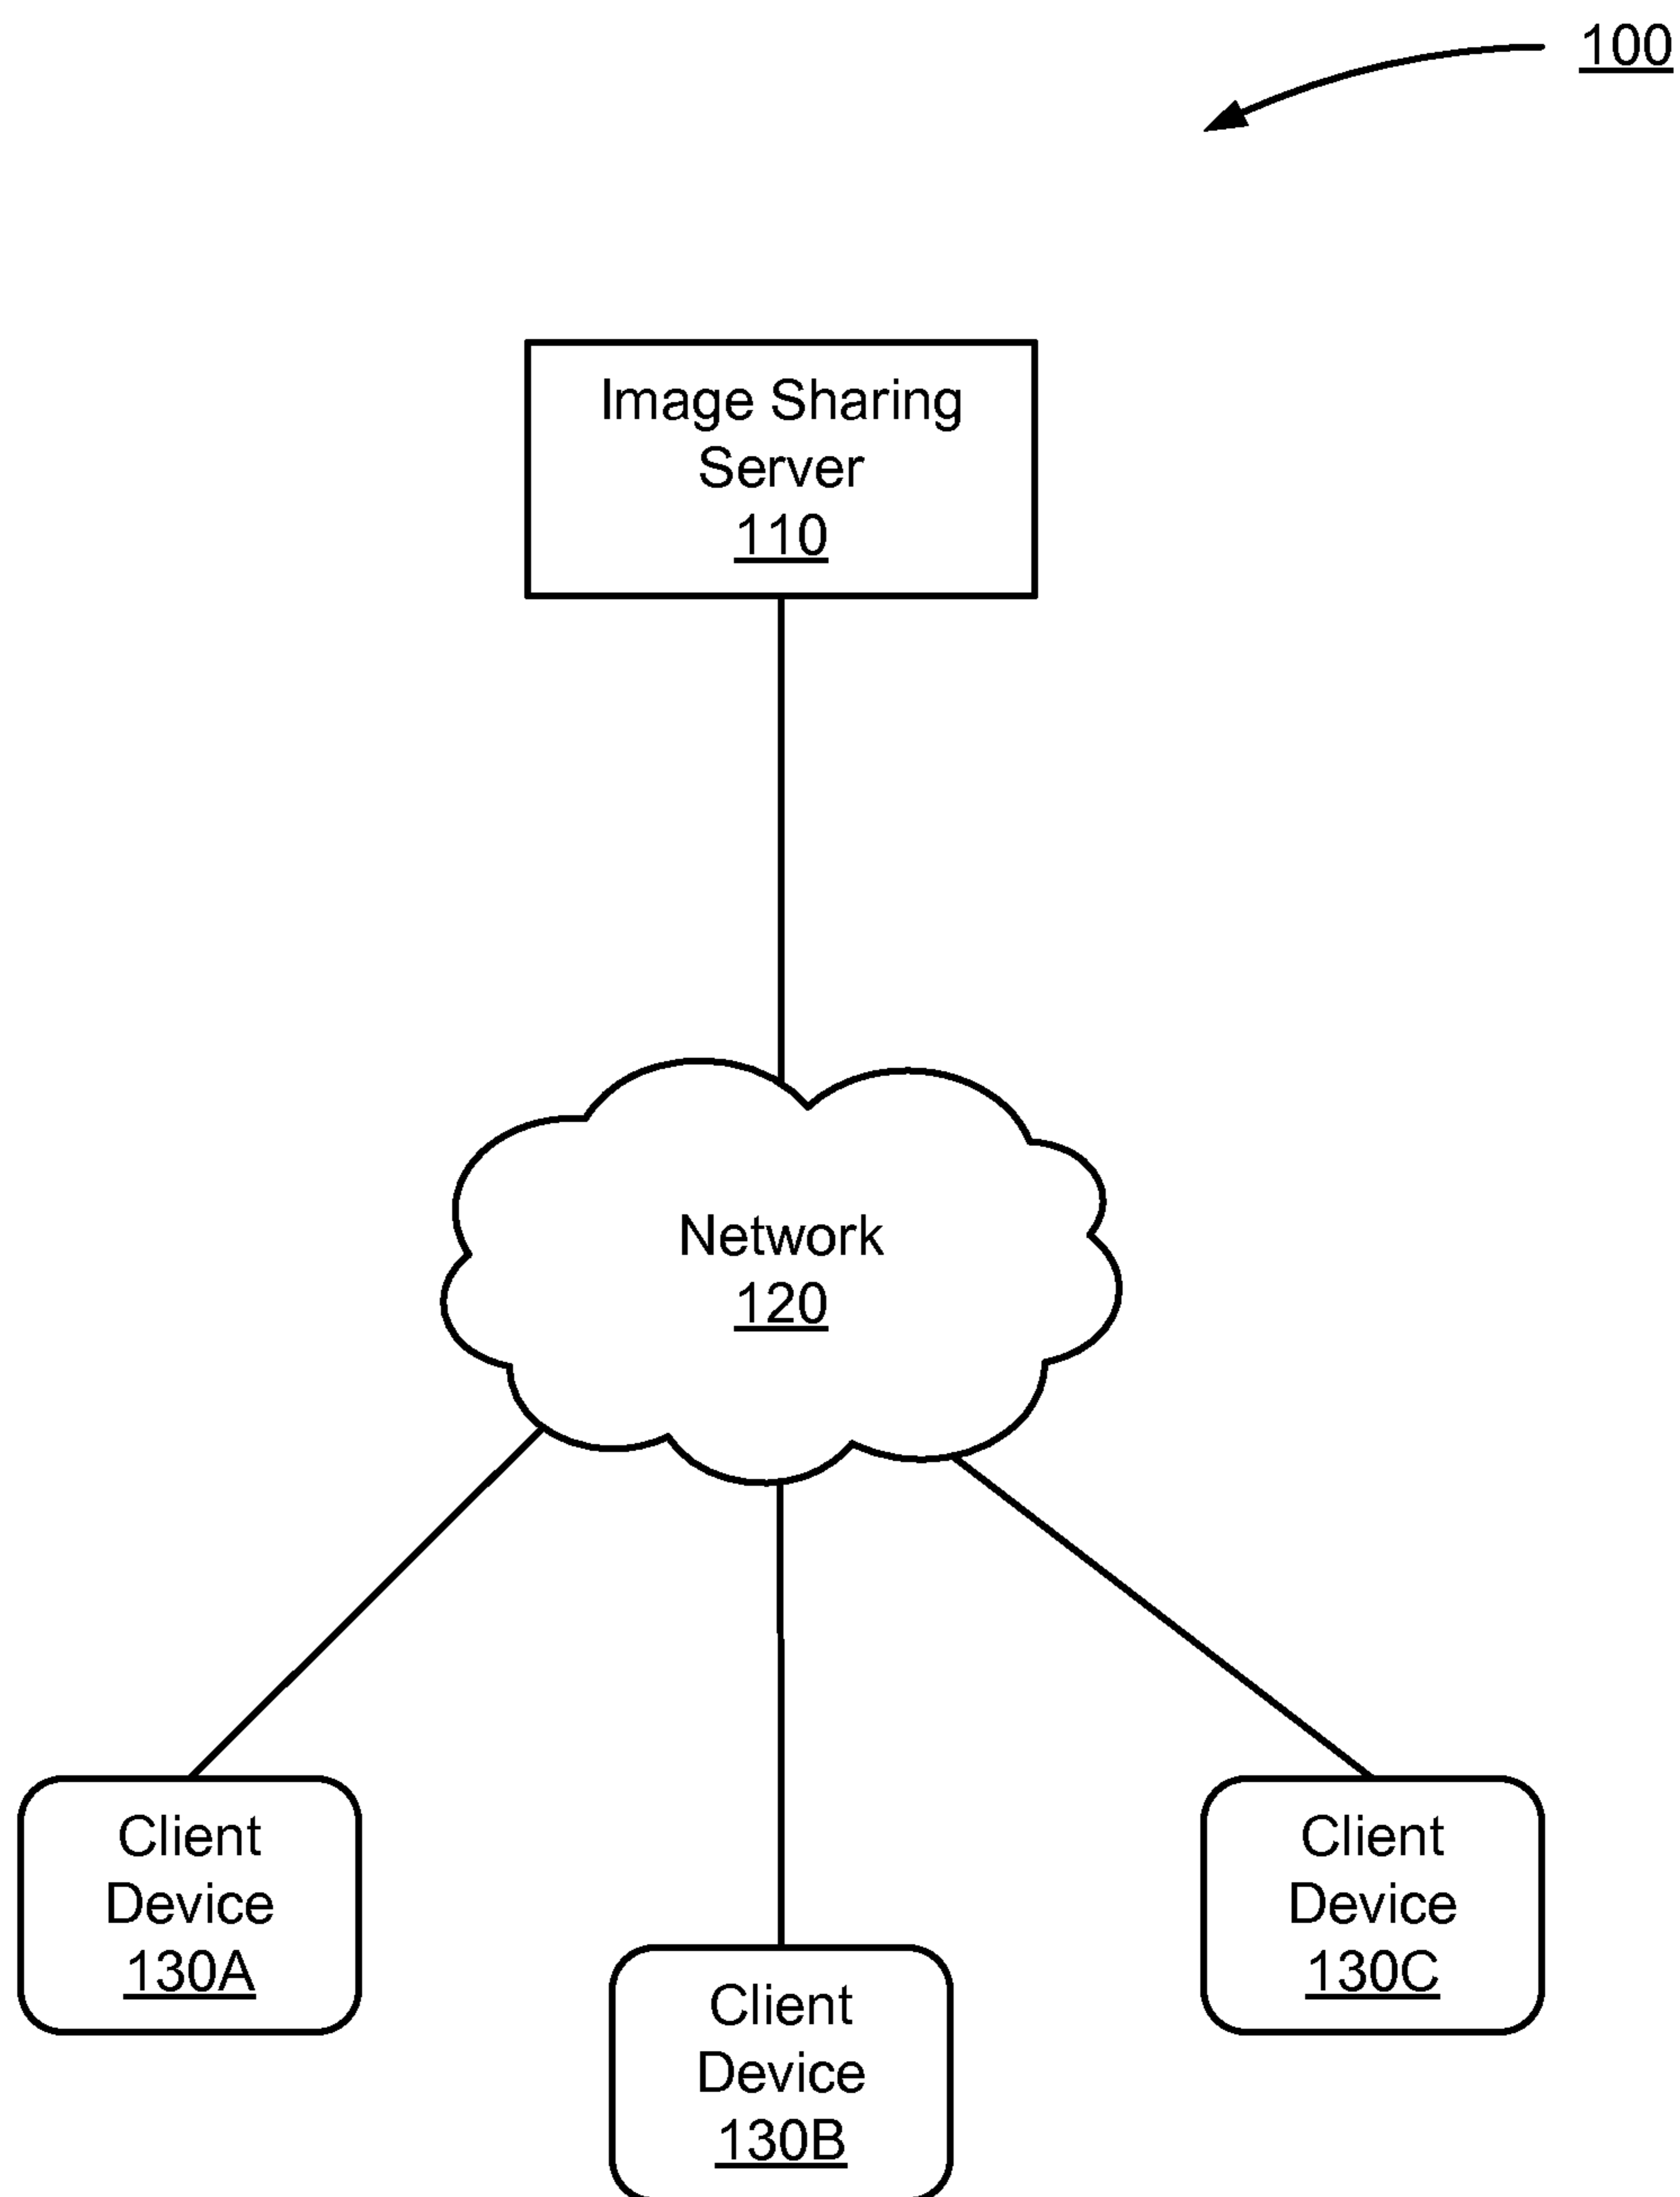 100
Image Sharing
Server
110
Network
120
Client
Device
130A
Client
Device
130B
Client
Device
130C